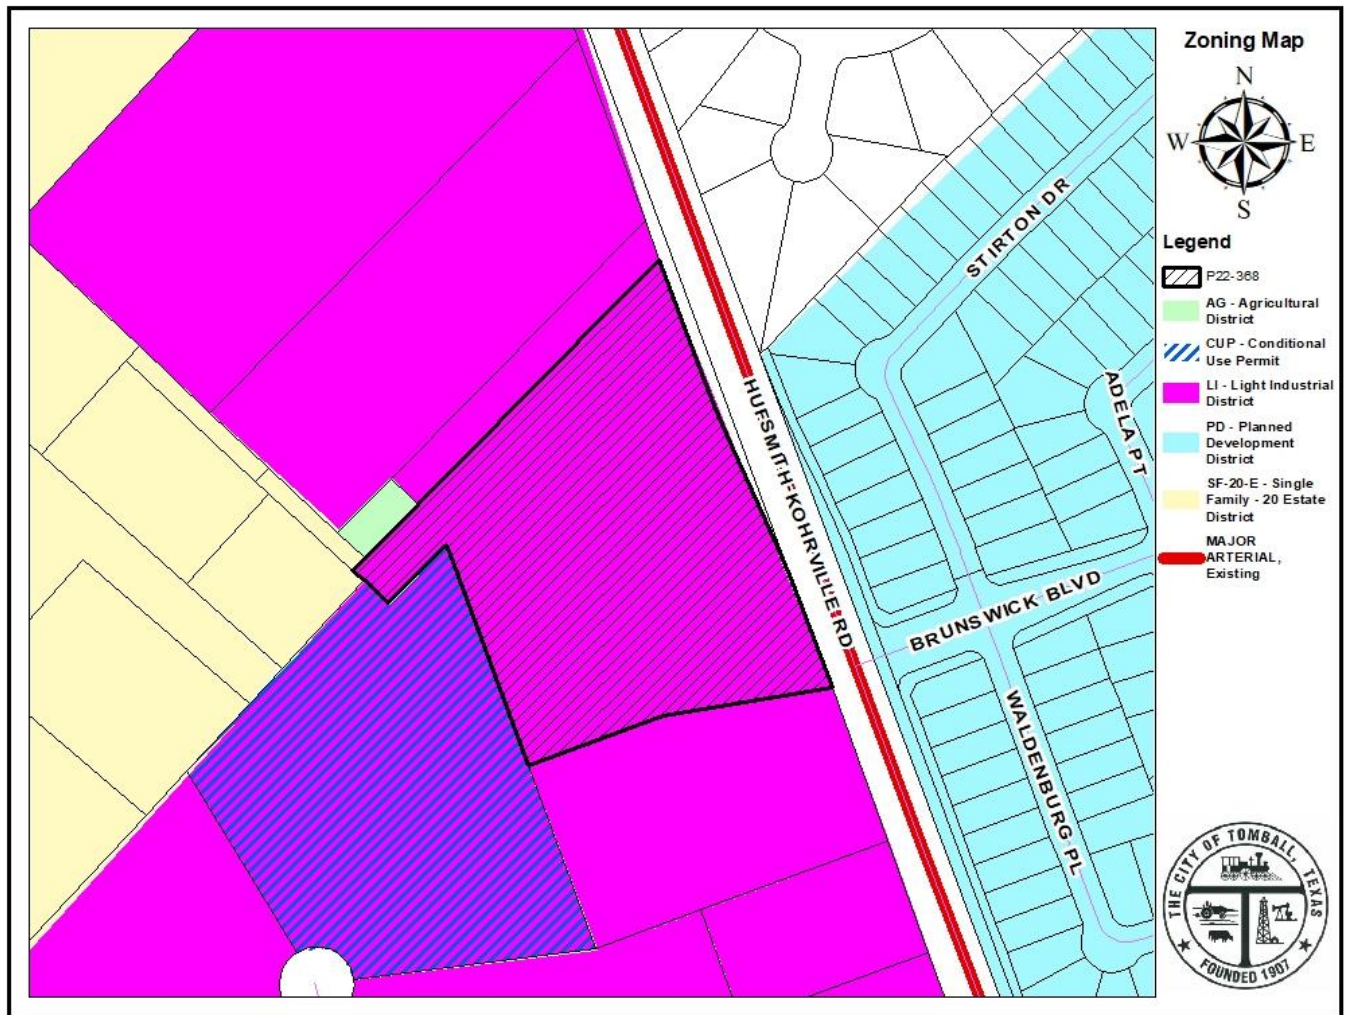 Zoning Map
N
W
E
S
Legend
P22-368
AG - Agricultural
District
CUP - Conditional
Use Permit
LI - Light Industrial
District
PD - Planned
Development
District
SF-20-E - Single
Family - 20 Estate
District
MAJOR
ARTERIAL,
Existing
STIRTON DR
ADELA PT
HUFSMITH-KOHRVILLE RD
BRUNSWICK BLVD
WALDENBURG PL
THE CITY OF TOMBALL, TEXAS
FOUNDED 1907